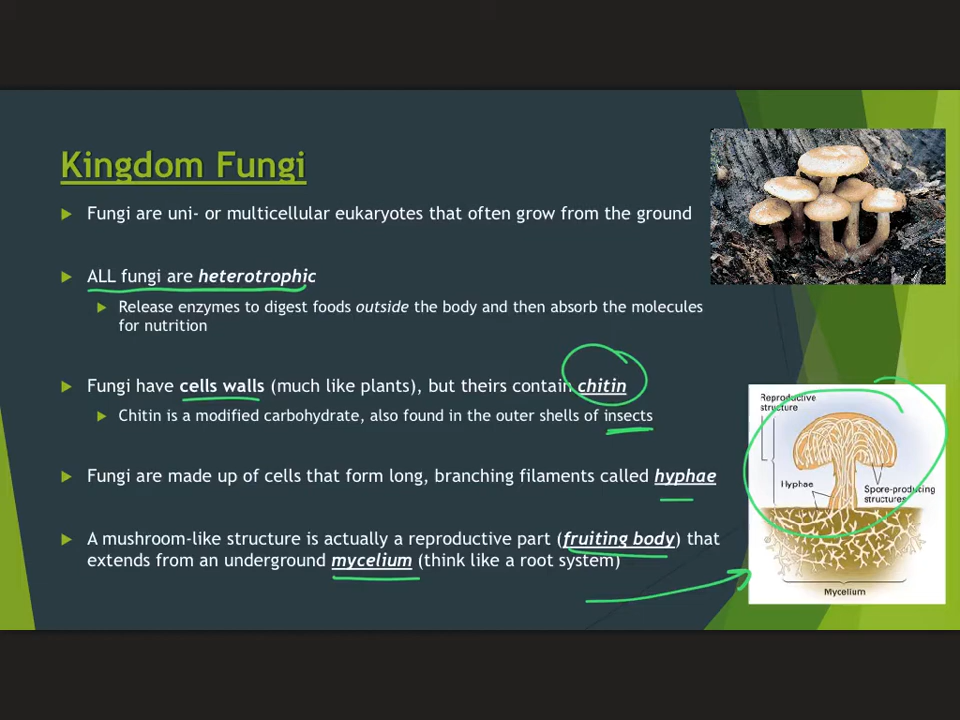 Kingdom Fungi
Fungi are uni- or multicellular eukaryotes that often grow from the ground
ALL fungi are heterotrophic
Release enzymes to digest foods outside the body and then absorb the molecules
for nutrition
Fungi have cells walls (much like plants), but theirs contain chitin
Chitin is a modified carbohydrate, also found in the outer shells of insects
Fungi are made up of cells that form long, branching filaments called hyphae
A mushroom-like structure is actually a reproductive part (fruiting body) that
extends from an underground mycelium (think like a root system)
Reproductive
structure
Hyphae
Spore-producing
structures
Mycelium